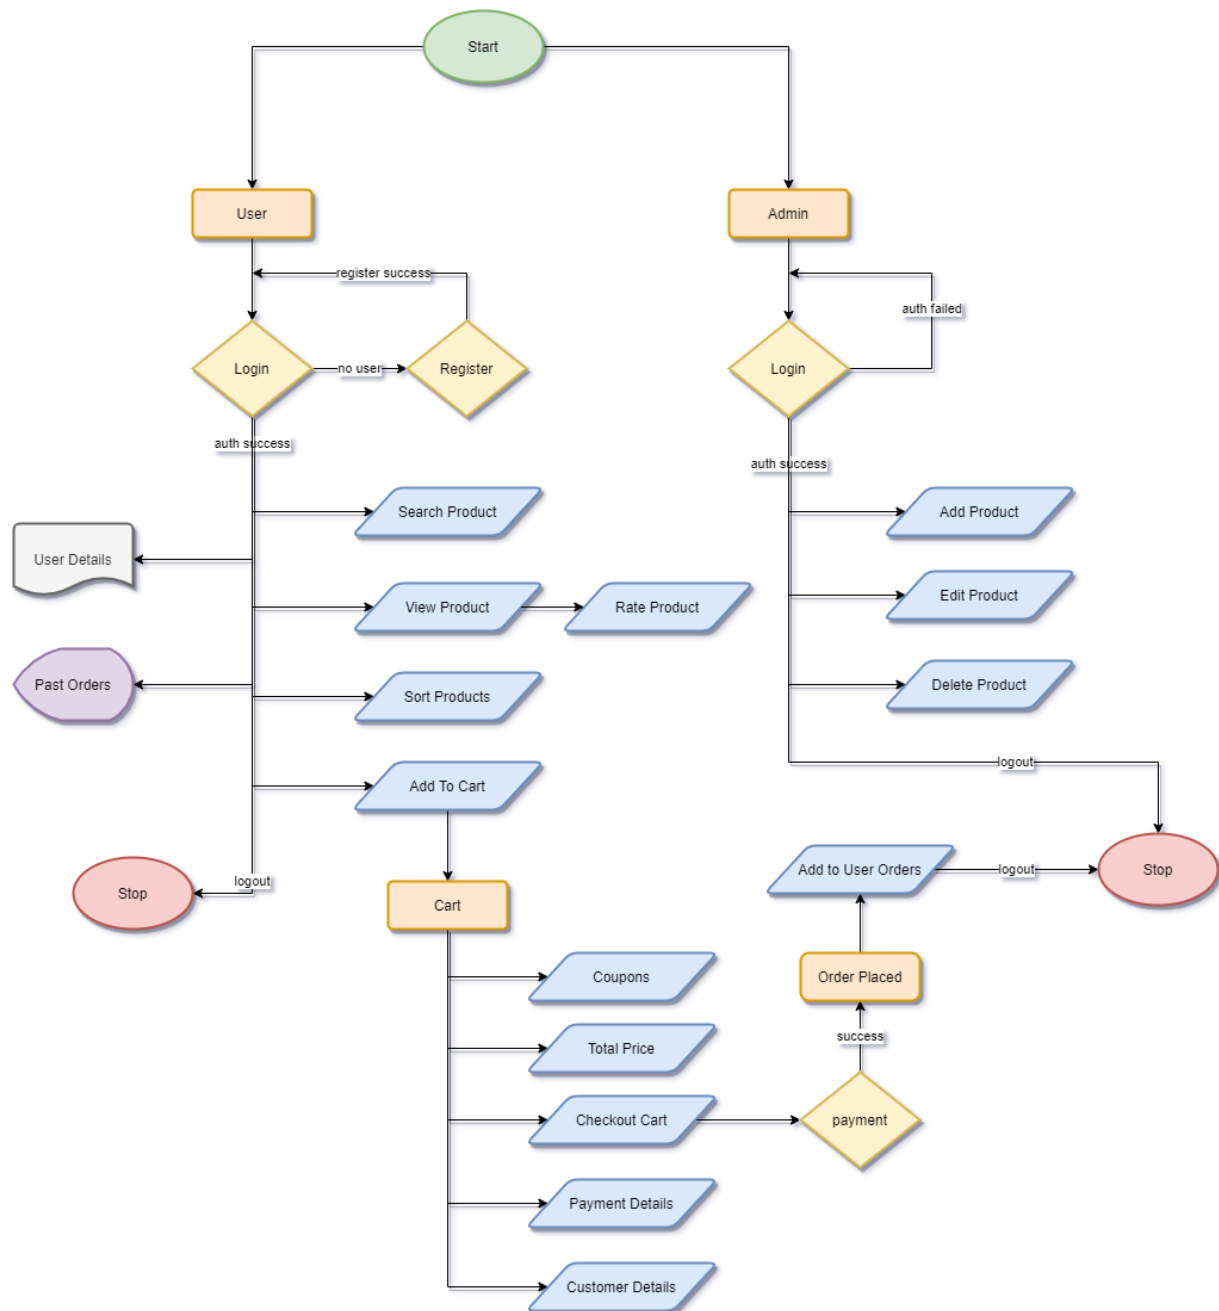 Start
User
Admin
register success
auth failed
Login
no user
Register
Login
auth success
auth success
Search Product
Add Product
User Details
View Product
Rate Product
Edit Product
Past Orders
Sort Products
Delete Product
logout
Add To Cart
Stop
logout
Add to User Orders
logout
Stop
Cart
Coupons
Order Placed
success
Total Price
Checkout Cart
payment
Payment Details
Customer Details